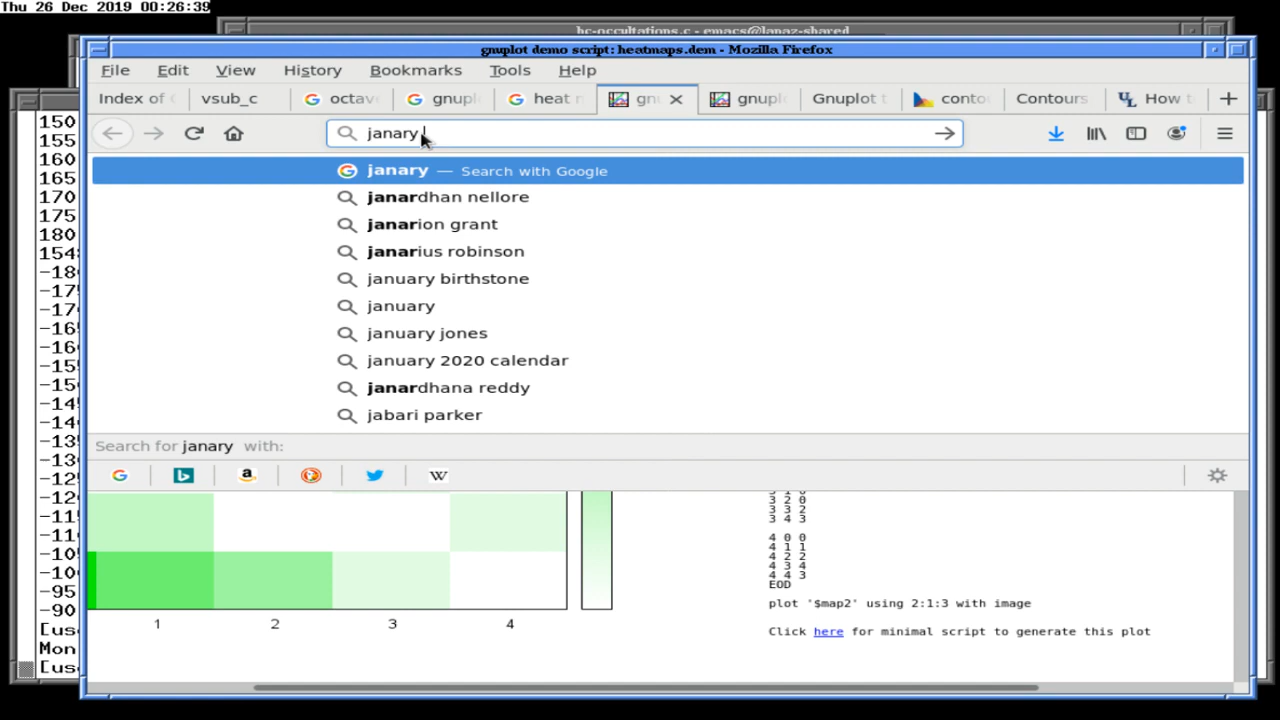 Thu 26 Dec 2019 00:26:39
hc-occultations.c - emacs@lanaz-shared
gnuplot demo script: heatmaps.dem - Mozilla Firefox
File Edit View History Bookmarks Tools Help
Index of vsub_c octav gnupl heat gnu gnupl Gnuplot conto Contours How
janary
janary — Search with Google
janardhan nellore
janarion grant
janarius robinson
january birthstone
january
january jones
january 2020 calendar
janardhana reddy
jabari parker
Search for janary with:
150
155
160
165
170
175
180
154
-18
-17
-17
-16
-16
-15
-15
-14
-14
-13
-13
-12
-12
-11
-11
-10
-10
-95
-90
[us
Mon
[us
1 2 3 4
3 2 0
3 3 2
3 4 3
4 0 0
4 1 1
4 2 2
4 3 4
4 4 3
EOD
plot '$map2' using 2:1:3 with image
Click here for minimal script to generate this plot